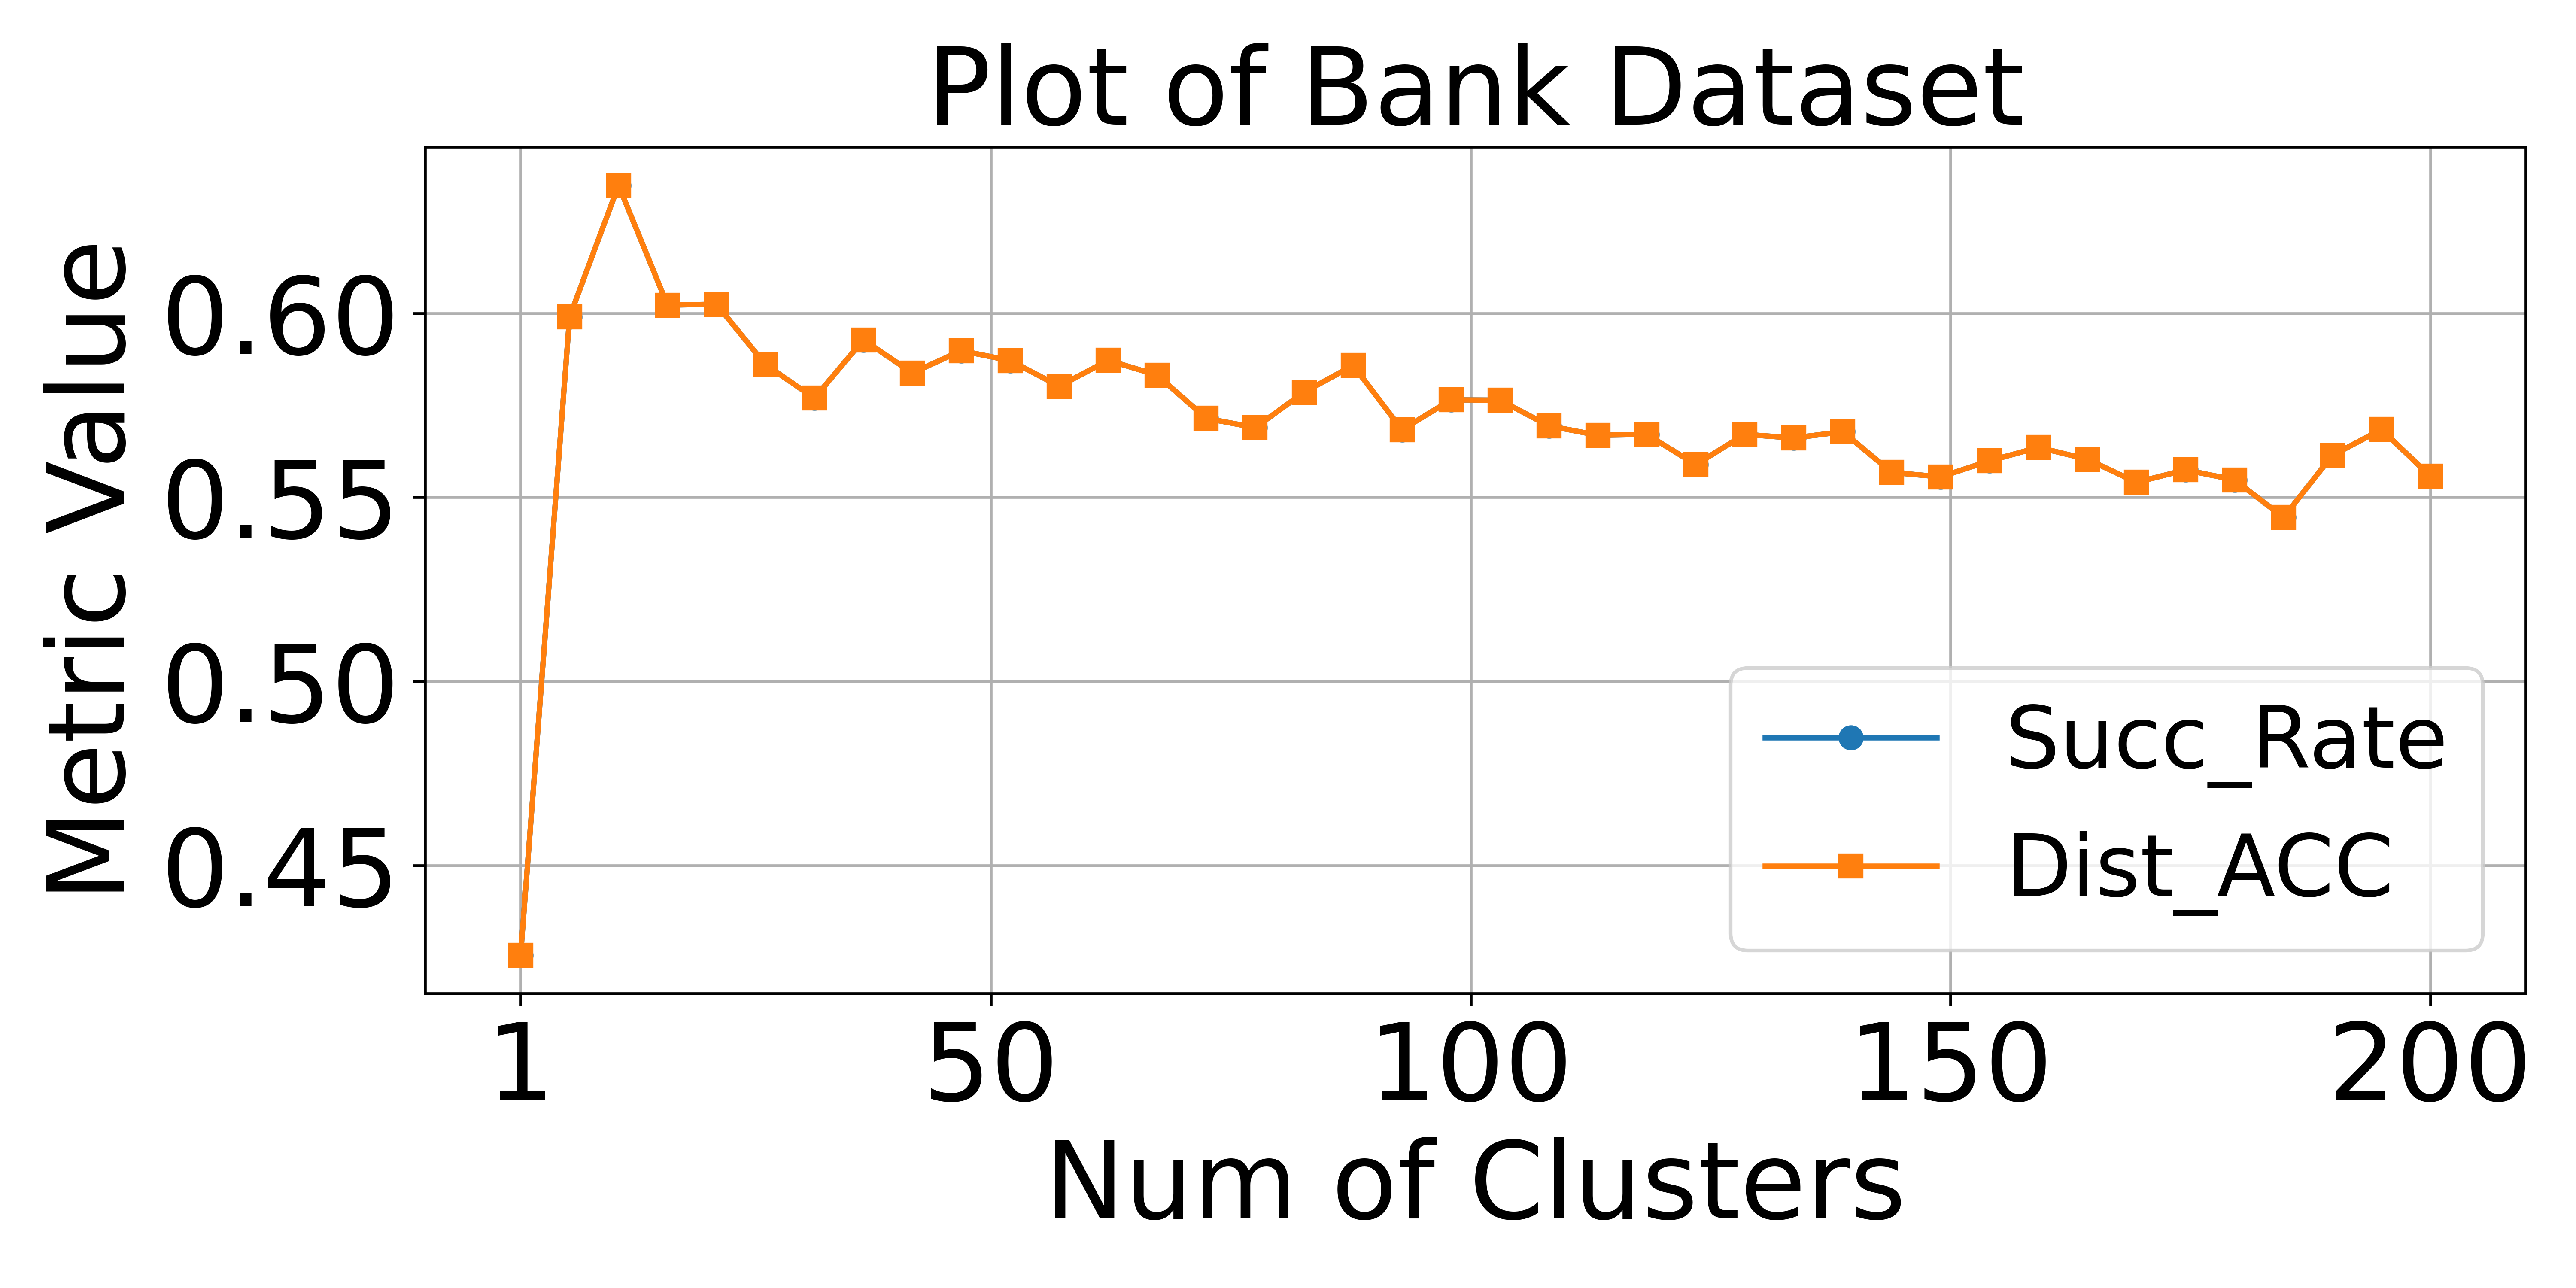 Plot of Bank Dataset
Metric Value
0.60
0.55
0.50
0.45
Succ_Rate
Dist_ACC
1 50 100 150 200
Num of Clusters